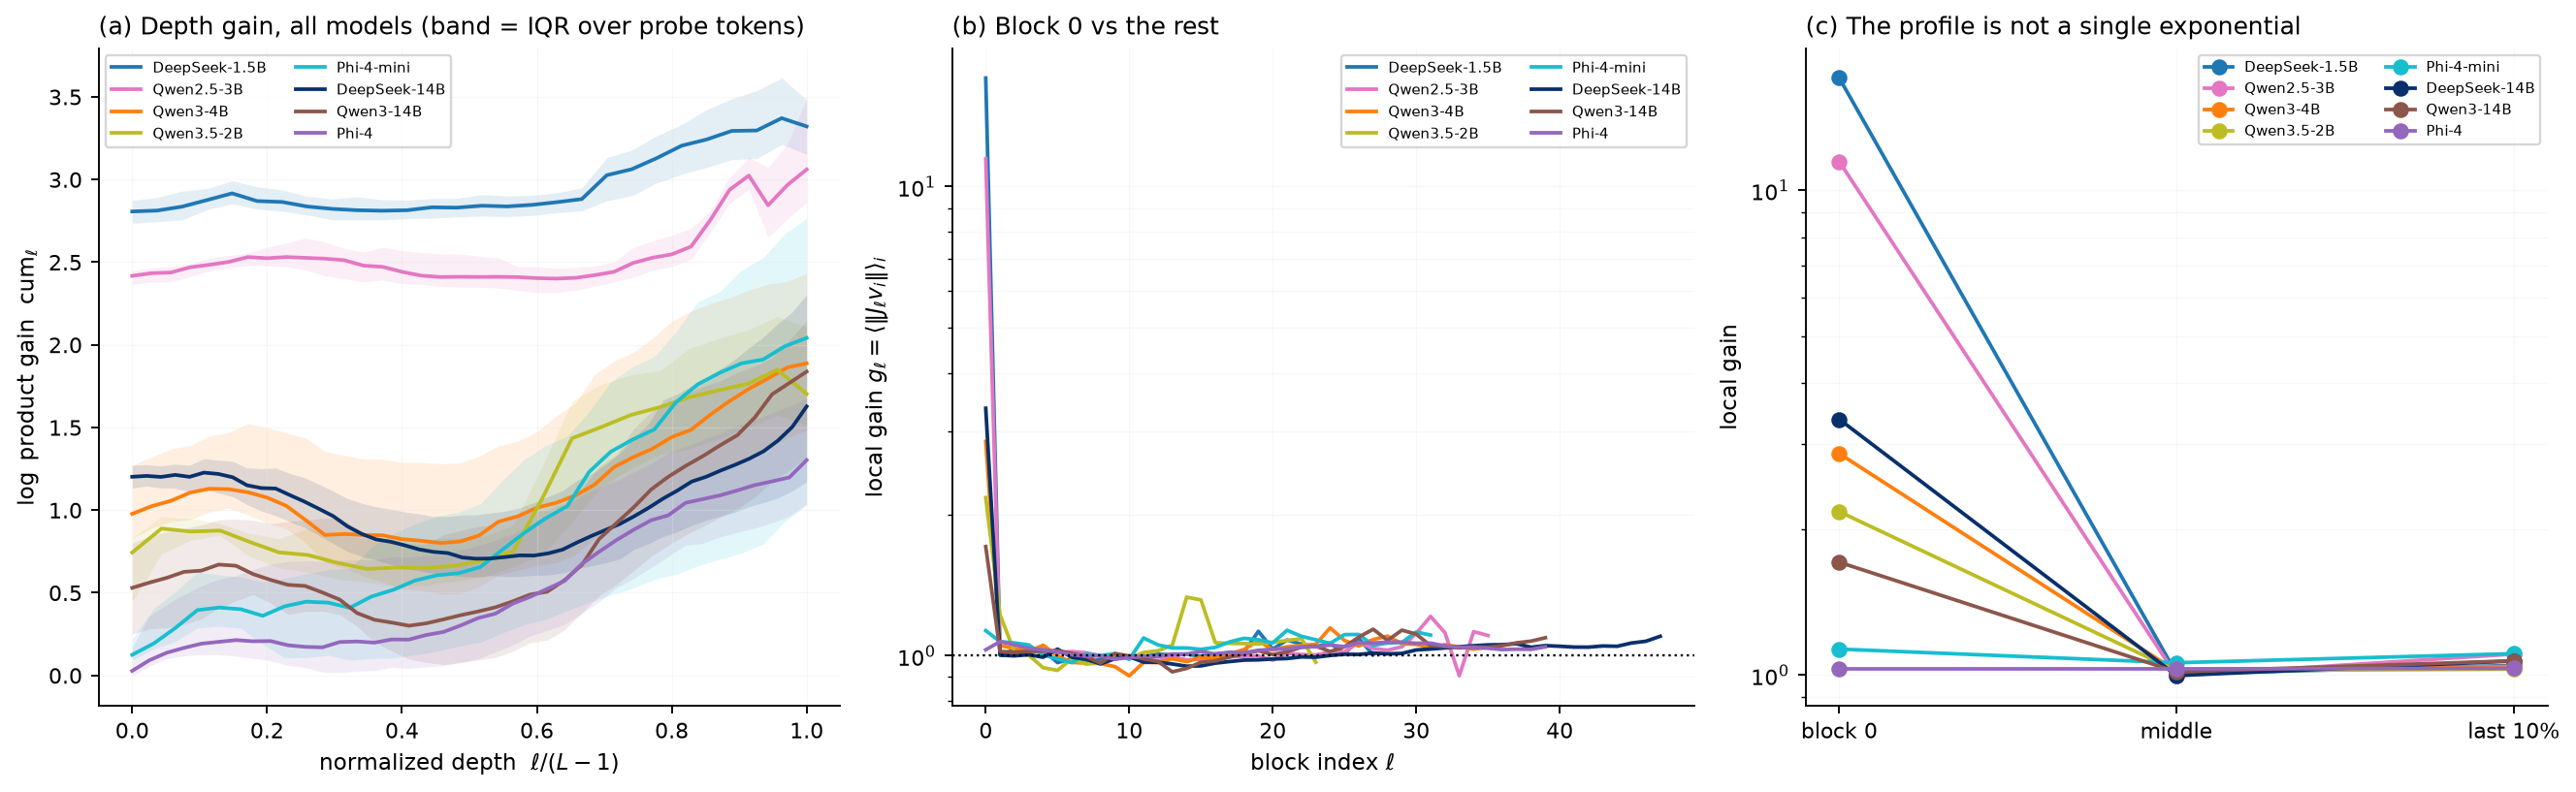 (a) Depth gain, all models (band = IQR over probe tokens)
DeepSeek-1.5B
Qwen2.5-3B
Qwen3-4B
Qwen3.5-2B
Phi-4-mini
DeepSeek-14B
Qwen3-14B
Phi-4
log product gain cumℓ
3.5
3.0
2.5
2.0
1.5
1.0
0.5
0.0
0.0 0.2 0.4 0.6 0.8 1.0
normalized depth ℓ/(L − 1)
(b) Block 0 vs the rest
DeepSeek-1.5B
Qwen2.5-3B
Qwen3-4B
Qwen3.5-2B
Phi-4-mini
DeepSeek-14B
Qwen3-14B
Phi-4
local gain gℓ = ⟨‖Jℓvi‖⟩i
10¹
10⁰
0 10 20 30 40
block index ℓ
(c) The profile is not a single exponential
DeepSeek-1.5B
Qwen2.5-3B
Qwen3-4B
Qwen3.5-2B
Phi-4-mini
DeepSeek-14B
Qwen3-14B
Phi-4
local gain
10¹
10⁰
block 0 middle last 10%